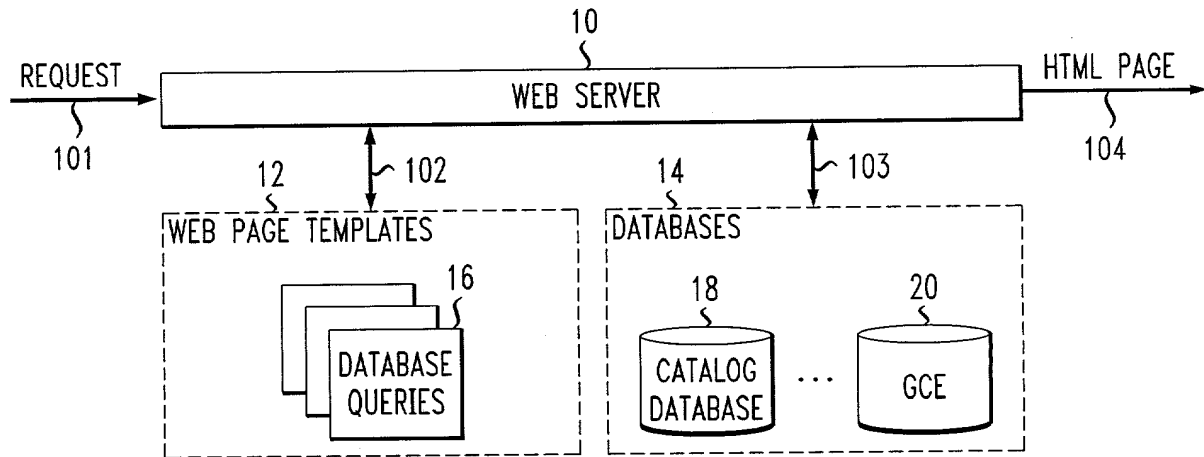 10
REQUEST
WEB SERVER
HTML PAGE
101
102
103
104
12
14
WEB PAGE TEMPLATES
DATABASES
16
18
20
DATABASE
QUERIES
CATALOG
DATABASE
...
GCE